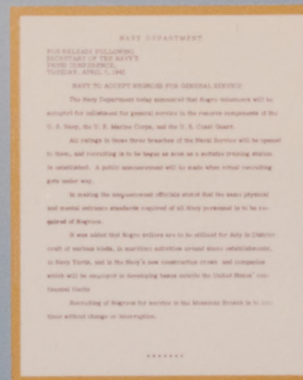 NAVY DEPARTMENT
FOR RELEASE FOLLOWING
SECRETARY OF THE NAVY'S
PRESS CONFERENCE,
TUESDAY, APRIL 7, 1942
NAVY TO ACCEPT NEGROES FOR GENERAL SERVICE
The Navy Department today announced that Negro volunteers will be
accepted for enlistment for general service in the reserve components of the
U. S. Navy, the U. S. Marine Corps, and the U. S. Coast Guard.
All ratings in these three branches of the Naval Service will be opened
to them, and recruiting is to be begun as soon as a suitable training station
is established. A public announcement will be made when actual recruiting
gets under way.
In making the announcement officials stated that the same physical
and mental entrance standards required of all Navy personnel is to be re-
quired of Negroes.
It was added that Negro sailors are to be utilized for duty in District
craft of various kinds, in maritime activities around shore establishments,
in Navy Yards, and in the Navy's new construction crews and companies
which will be employed in developing bases outside the United States' con-
tinental limits.
Recruiting of Negroes for service in the Messman Branch is to con-
tinue without change or interruption.